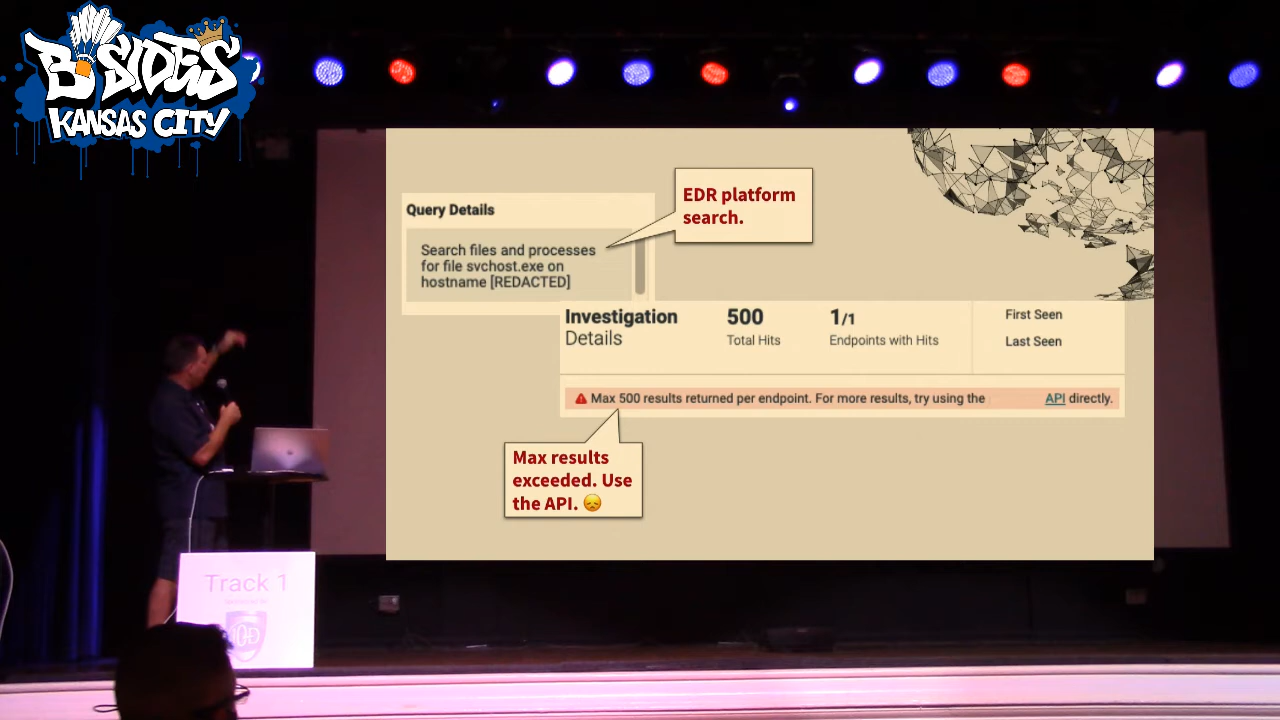 B•SIDES
KANSAS CITY
EDR platform
search.
Query Details
Search files and processes
for file svchost.exe on
hostname [REDACTED]
Investigation
Details
500
Total Hits
1/1
Endpoints with Hits
First Seen
Last Seen
Max 500 results returned per endpoint. For more results, try using the API directly.
Max results
exceeded. Use
the API. 😞
Track 1